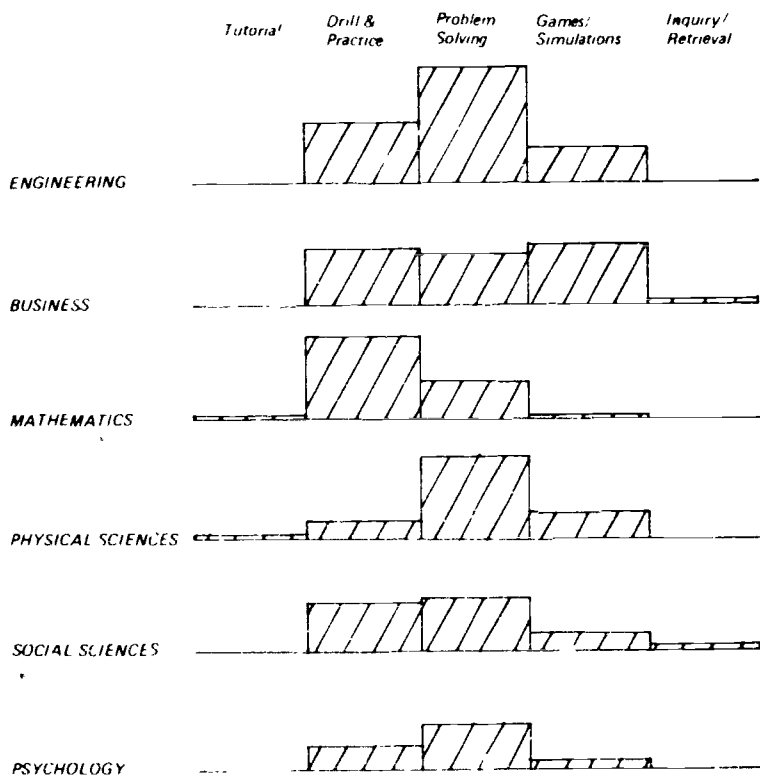 Tutorial
Drill &
Practice
Problem
Solving
Games/
Simulations
Inquiry/
Retrieval
ENGINEERING
BUSINESS
MATHEMATICS
PHYSICAL SCIENCES
SOCIAL SCIENCES
PSYCHOLOGY